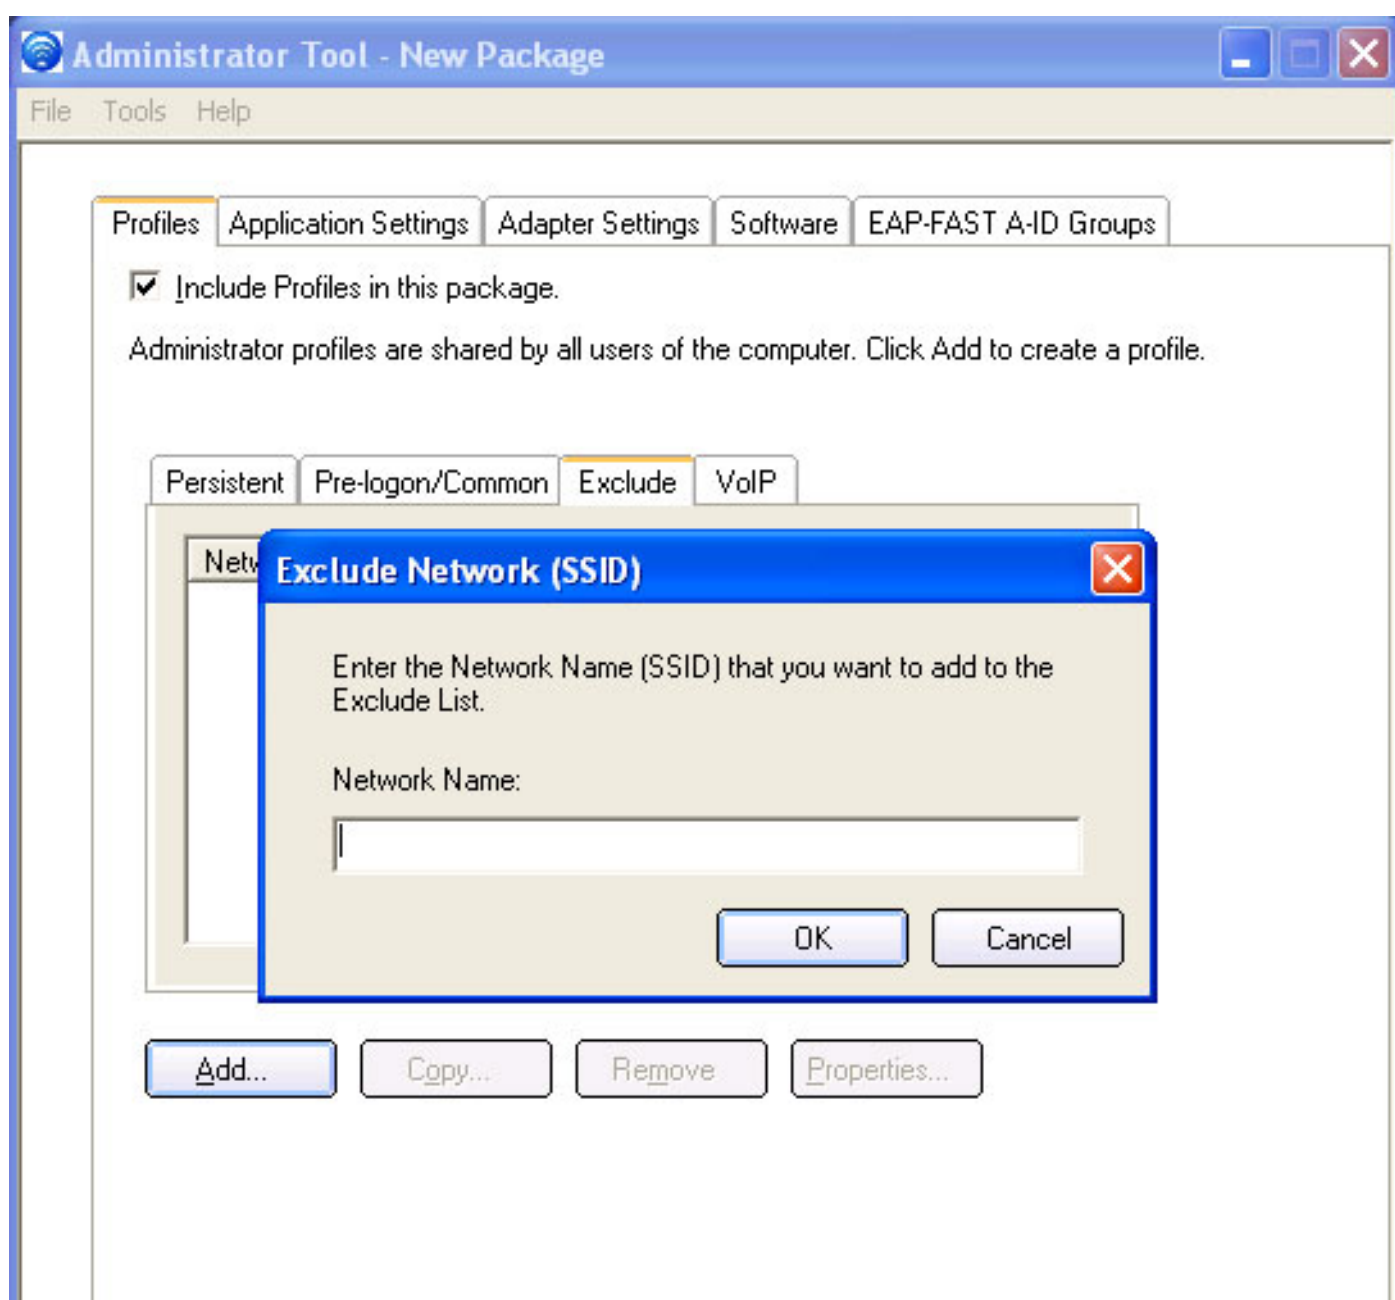 Administrator Tool - New Package
File Tools Help
Profiles Application Settings Adapter Settings Software EAP-FAST A-ID Groups
Include Profiles in this package.
Administrator profiles are shared by all users of the computer. Click Add to create a profile.
Persistent Pre-logon/Common Exclude VoIP
Exclude Network (SSID)
Enter the Network Name (SSID) that you want to add to the
Exclude List.
Network Name:
OK Cancel
Add... Copy... Remove Properties...